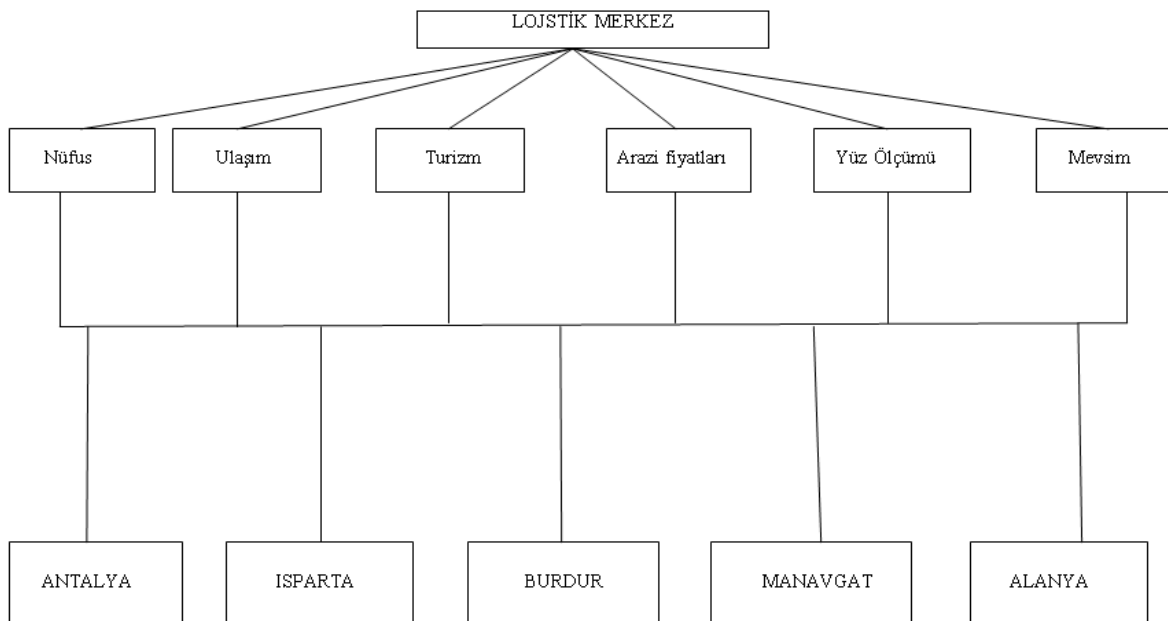 LOJSTİK MERKEZ
Nüfus
Ulaşım
Turizm
Arazi fiyatları
Yüz Ölçümü
Mevsim
ANTALYA
ISPARTA
BURDUR
MANAVGAT
ALANYA